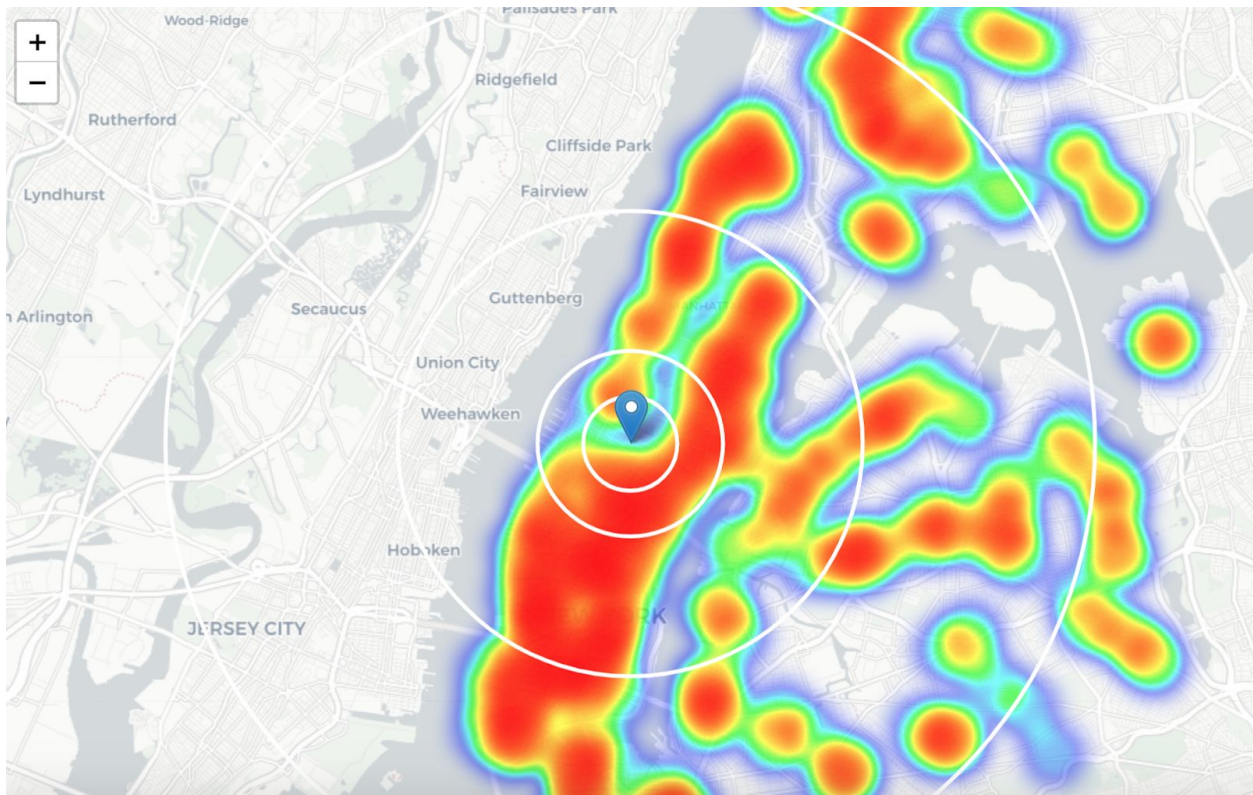 Palisades Park
Wood-Ridge
+
−
Ridgefield
Rutherford
Cliffside Park
Fairview
Lyndhurst
Guttenberg
Secaucus
Arlington
Union City
Weehawken
Hoboken
JERSEY CITY